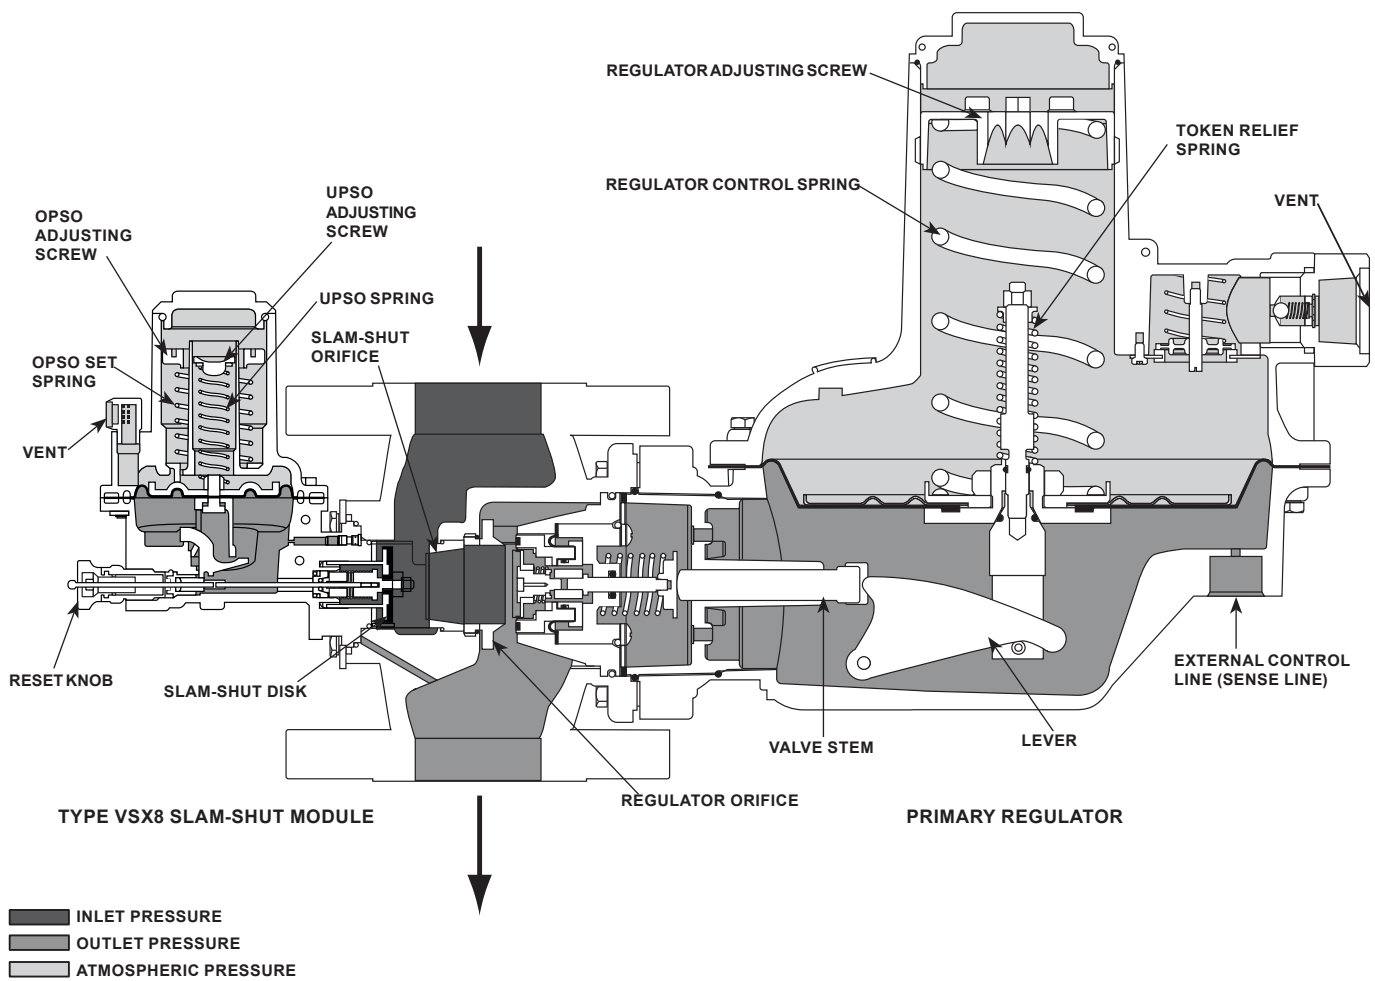 REGULATOR ADJUSTING SCREW
TOKEN RELIEF
SPRING
REGULATOR CONTROL SPRING
VENT
UPSO
ADJUSTING
SCREW
OPSO
ADJUSTING
SCREW
UPSO SPRING
SLAM-SHUT
ORIFICE
OPSO SET
SPRING
VENT
RESET KNOB
SLAM-SHUT DISK
EXTERNAL CONTROL
LINE (SENSE LINE)
VALVE STEM
LEVER
REGULATOR ORIFICE
TYPE VSX8 SLAM-SHUT MODULE
PRIMARY REGULATOR
INLET PRESSURE
OUTLET PRESSURE
ATMOSPHERIC PRESSURE